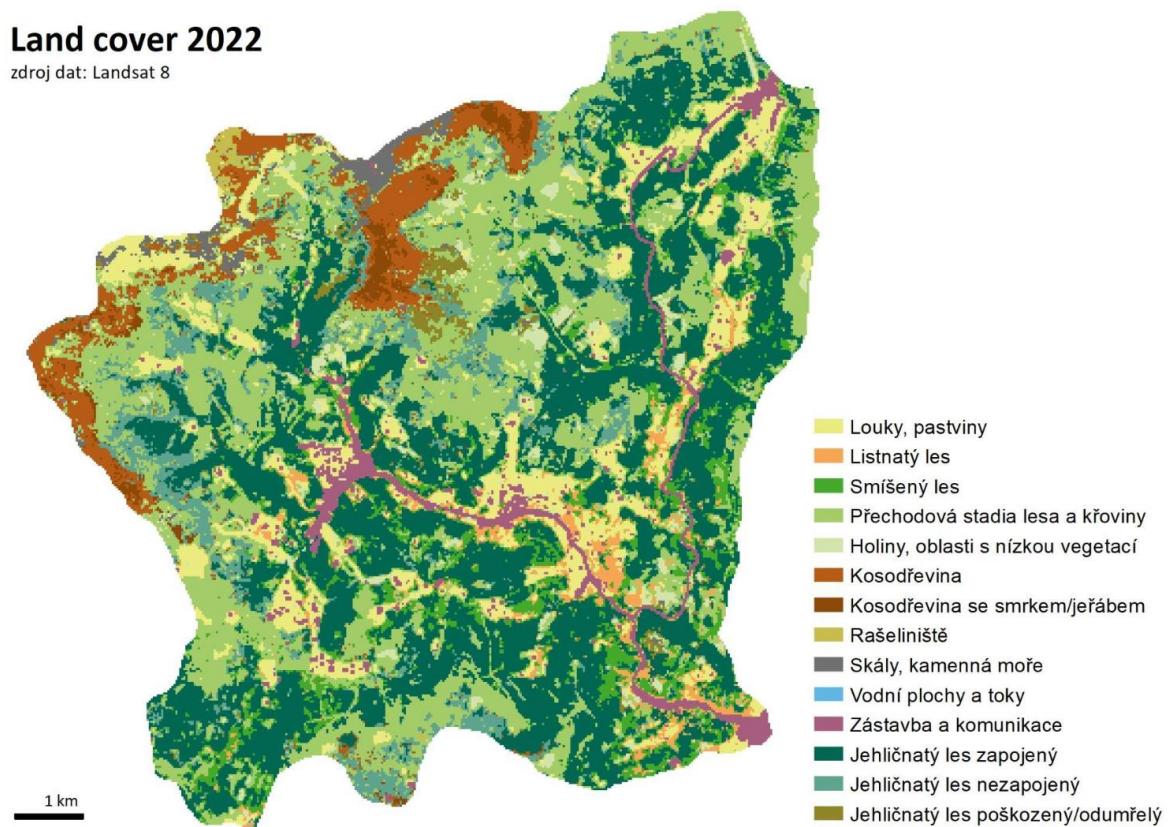 Land cover 2022
zdroj dat: Landsat 8
Louky, pastviny
Listnatý les
Smíšený les
Přechodová stadia lesa a křoviny
Holiny, oblasti s nízkou vegetací
Kosodřevina
Kosodřevina se smrkem/jeřábem
Rašeliniště
Skály, kamenná moře
Vodní plochy a toky
Zástavba a komunikace
Jehličnatý les zapojený
Jehličnatý les nezapojený
Jehličnatý les poškozený/odumřelý
1 km